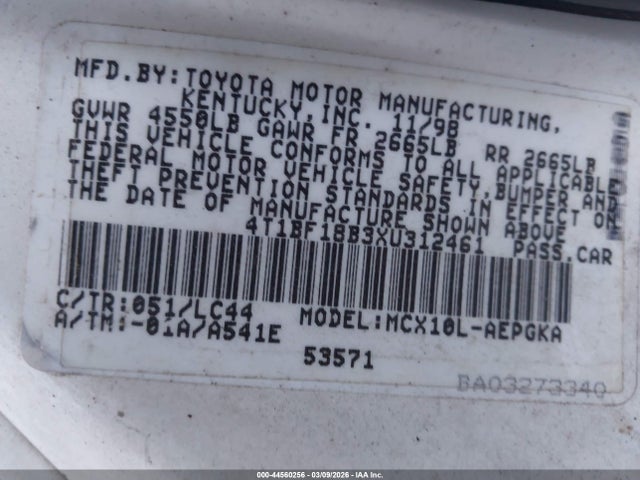 MFD.BY:TOYOTA MOTOR MANUFACTURING,
KENTUCKY,INC. 11/98
GVWR 4550LB GAWR FR 2665LB RR 2665LB
THIS VEHICLE CONFORMS TO ALL APPLICABLE
FEDERAL MOTOR VEHICLE SAFETY,BUMPER AND
THEFT PREVENTION STANDARDS IN EFFECT ON
THE DATE OF MANUFACTURE SHOWN ABOVE
4T1BF18B3XU312461 PASS.CAR
C/TR:051/LC44 MODEL:MCX10L-AEPGKA
A/TM:-01A/A541E
53571
BA03273340
000-44560256 | 03/09/2026 | IAA Inc.